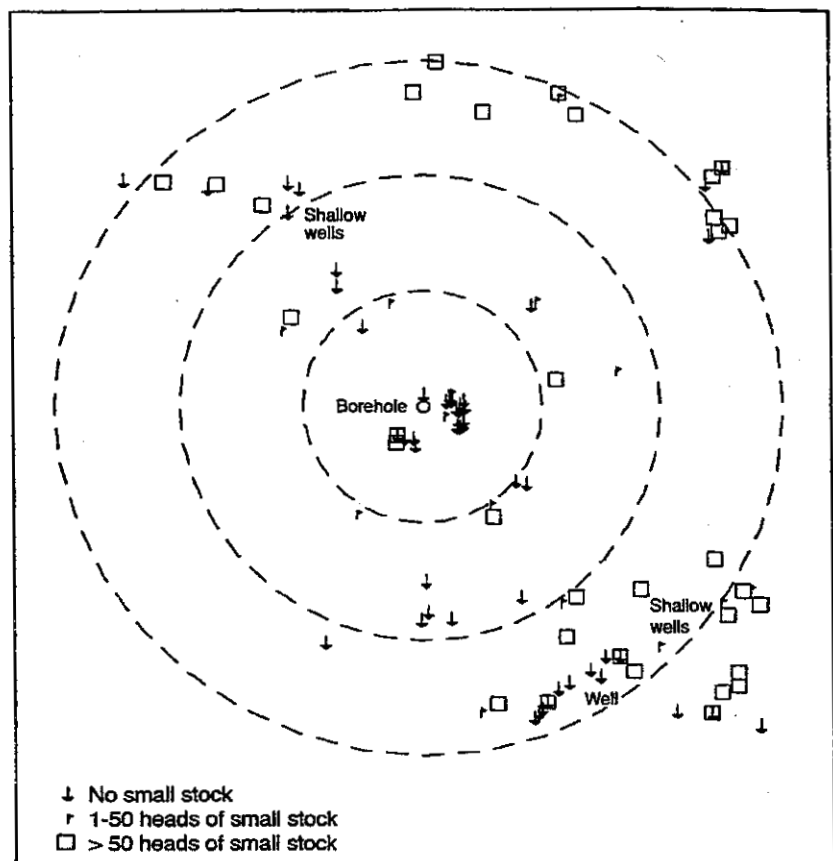 Shallow
wells
Borehole
Shallow
wells
Well
No small stock
1-50 heads of small stock
> 50 heads of small stock